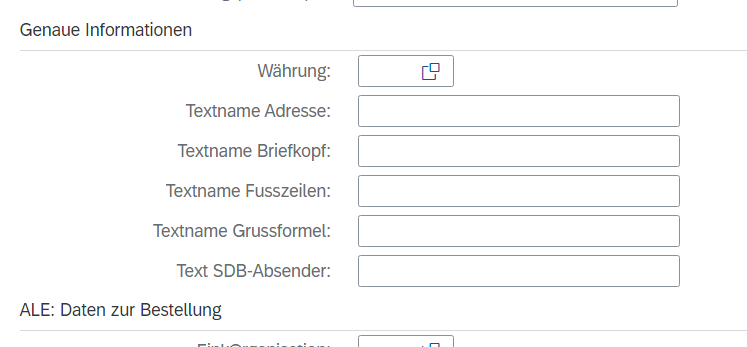 Genaue Informationen
Währung:
Textname Adresse:
Textname Briefkopf:
Textname Fusszeilen:
Textname Grussformel:
Text SDB-Absender:
ALE: Daten zur Bestellung